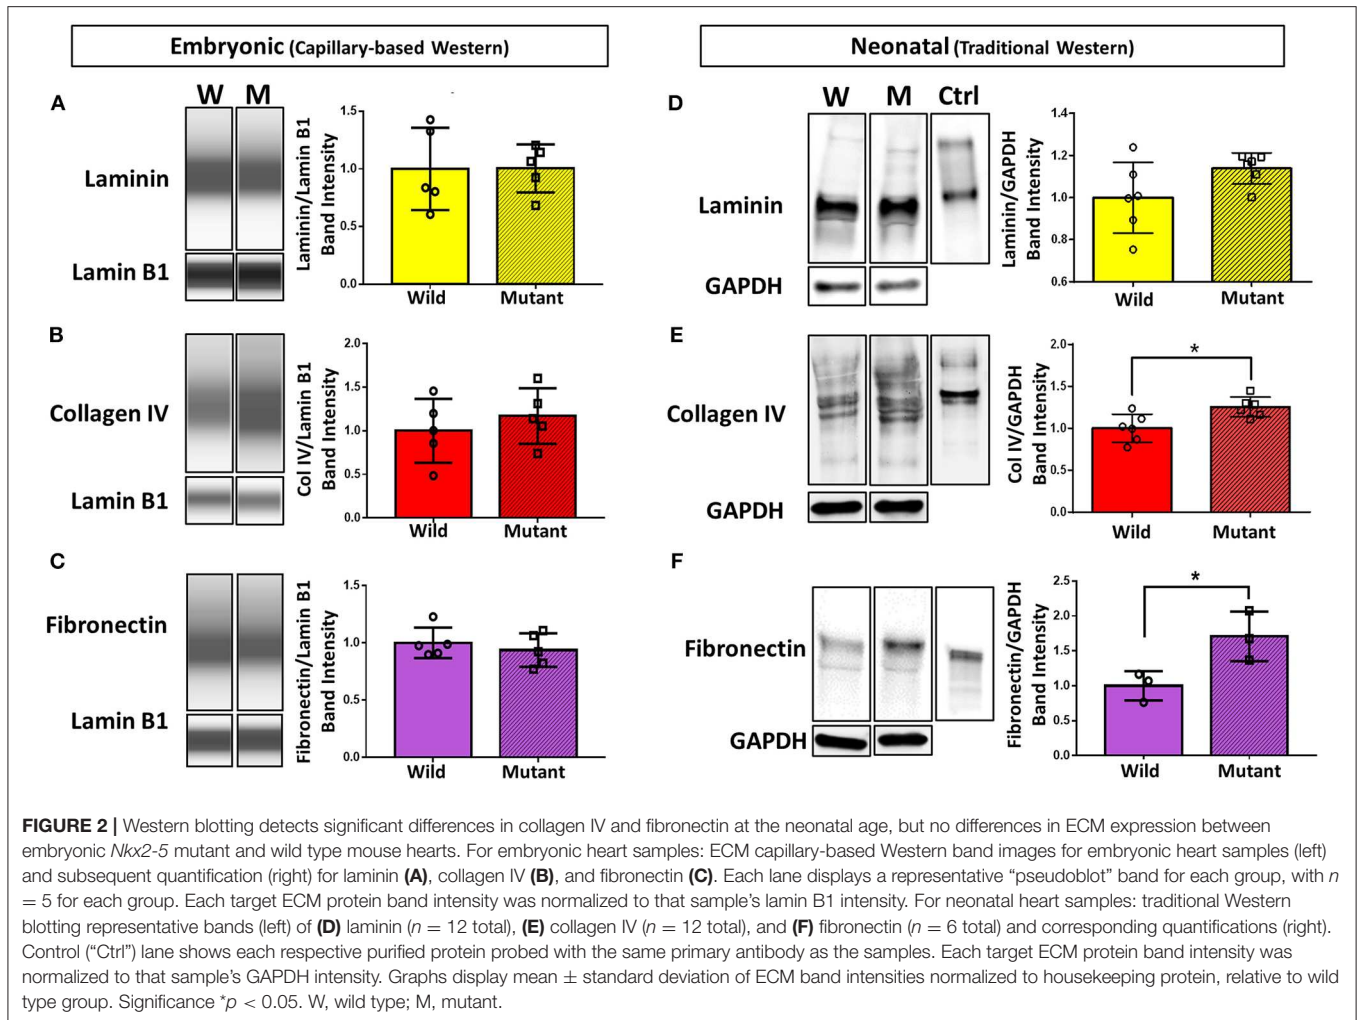 Embryonic (Capillary-based Western)
Neonatal (Traditional Western)
A
W M
Laminin
Lamin B1
Laminin/Lamin B1
Band Intensity
1.5
1.0
0.5
0.0
Wild Mutant
B
Collagen IV
Lamin B1
Col IV/Lamin B1
Band Intensity
2.0
1.5
1.0
0.5
0.0
Wild Mutant
C
Fibronectin
Lamin B1
Fibronectin/Lamin B1
Band Intensity
1.5
1.0
0.5
0.0
Wild Mutant
D
W M Ctrl
Laminin
GAPDH
Laminin/GAPDH
Band Intensity
1.4
1.2
1.0
0.8
0.6
Wild Mutant
E
Collagen IV
GAPDH
Col IV/GAPDH
Band Intensity
2.0
1.5
1.0
0.5
0.0
*
Wild Mutant
F
Fibronectin
GAPDH
Fibronectin/GAPDH
Band Intensity
2.5
2.0
1.5
1.0
0.5
0.0
*
Wild Mutant
FIGURE 2 | Western blotting detects significant differences in collagen IV and fibronectin at the neonatal age, but no differences in ECM expression between
embryonic Nkx2-5 mutant and wild type mouse hearts. For embryonic heart samples: ECM capillary-based Western band images for embryonic heart samples (left)
and subsequent quantification (right) for laminin (A), collagen IV (B), and fibronectin (C). Each lane displays a representative “pseudoblot” band for each group, with n
= 5 for each group. Each target ECM protein band intensity was normalized to that sample’s lamin B1 intensity. For neonatal heart samples: traditional Western
blotting representative bands (left) of (D) laminin (n = 12 total), (E) collagen IV (n = 12 total), and (F) fibronectin (n = 6 total) and corresponding quantifications (right).
Control (“Ctrl”) lane shows each respective purified protein probed with the same primary antibody as the samples. Each target ECM protein band intensity was
normalized to that sample’s GAPDH intensity. Graphs display mean ± standard deviation of ECM band intensities normalized to housekeeping protein, relative to wild
type group. Significance *p < 0.05. W, wild type; M, mutant.